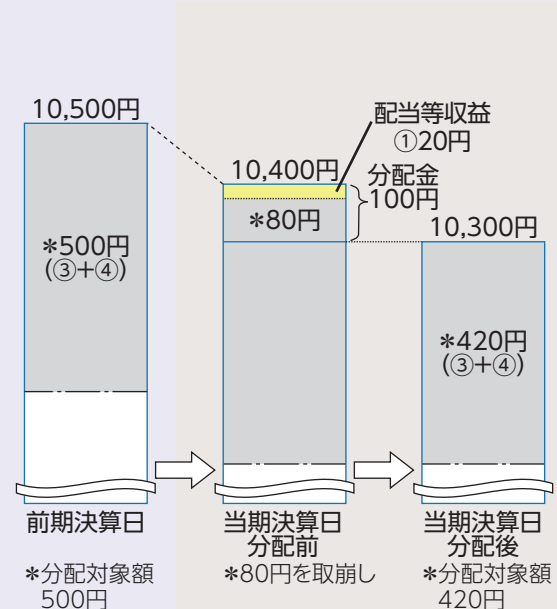 10,500円
配当等収益
①20円
10,400円
分配金
100円
*80円
10,300円
*500円
(③+④)
*420円
(③+④)
前期決算日
当期決算日
分配前
当期決算日
分配後
*分配対象額
500円
*80円を取崩し
*分配対象額
420円